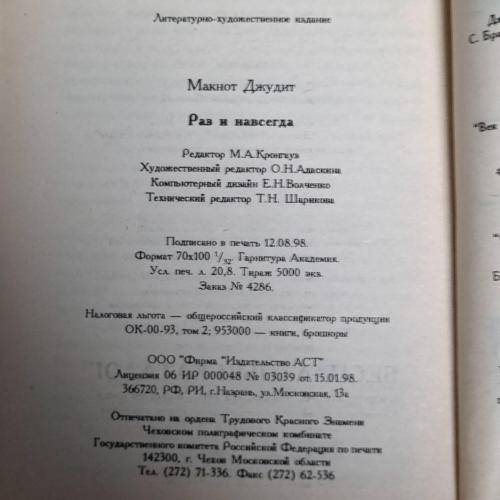 Литературно-художественное издание
Макнот Джудит
Раз и навсегда
Редактор М.А.Кронгауз
Художественный редактор О.Н.Адаскина
Компьютерный дизайн Е.Н.Волченко
Технический редактор Т.Н. Шарикова
Подписано в печать 12.08.98.
Формат 70x100 1/32. Гарнитура Академия.
Усл. печ. л. 20,8. Тираж 5000 экз.
Заказ № 4286.
Налоговая льгота — общероссийский классификатор продукции
ОК-00-93, том 2; 953000 — книги, брошюры
ООО "Фирма "Издательство АСТ"
Лицензия 06 ИР 000048 № 03039 от 15.01.98.
366720, РФ, РИ, г.Назрань, ул.Московская, 13а
Отпечатано на ордена Трудового Красного Знамени
Чеховском полиграфическом комбинате
Государственного комитета Российской Федерации по печати
142300, г. Чехов Московской области
Тел. (272) 71-336. Факс (272) 62-536
С. Бра
"Век